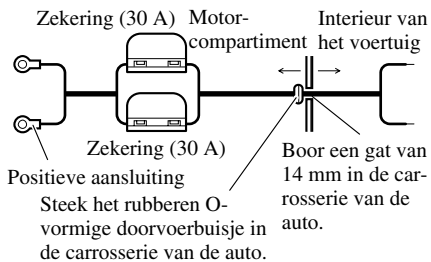 Zekering (30 A)
Motor-
compartiment
Interieur van
het voertuig
Zekering (30 A)
Positieve aansluiting
Steek het rubberen O-
vormige doorvoerbuisje in
de carrosserie van de auto.
Boor een gat van
14 mm in de car-
rosserie van de
auto.